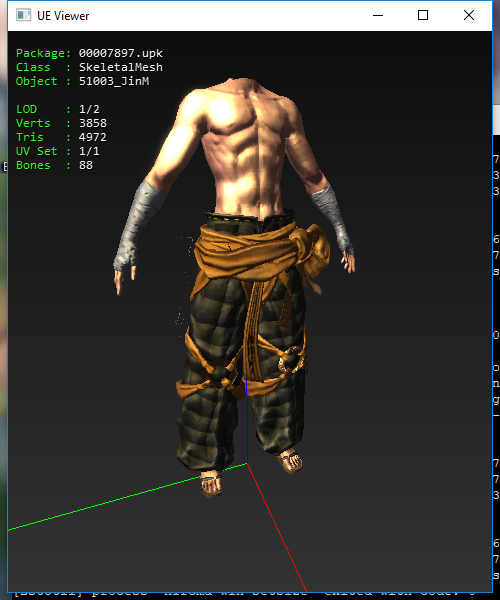 UE Viewer
Package: 00007897.upk
Class : SkeletalMesh
Object : 51003_JinM
LOD : 1/2
Verts : 3858
Tris : 4972
UV Set : 1/1
Bones : 88